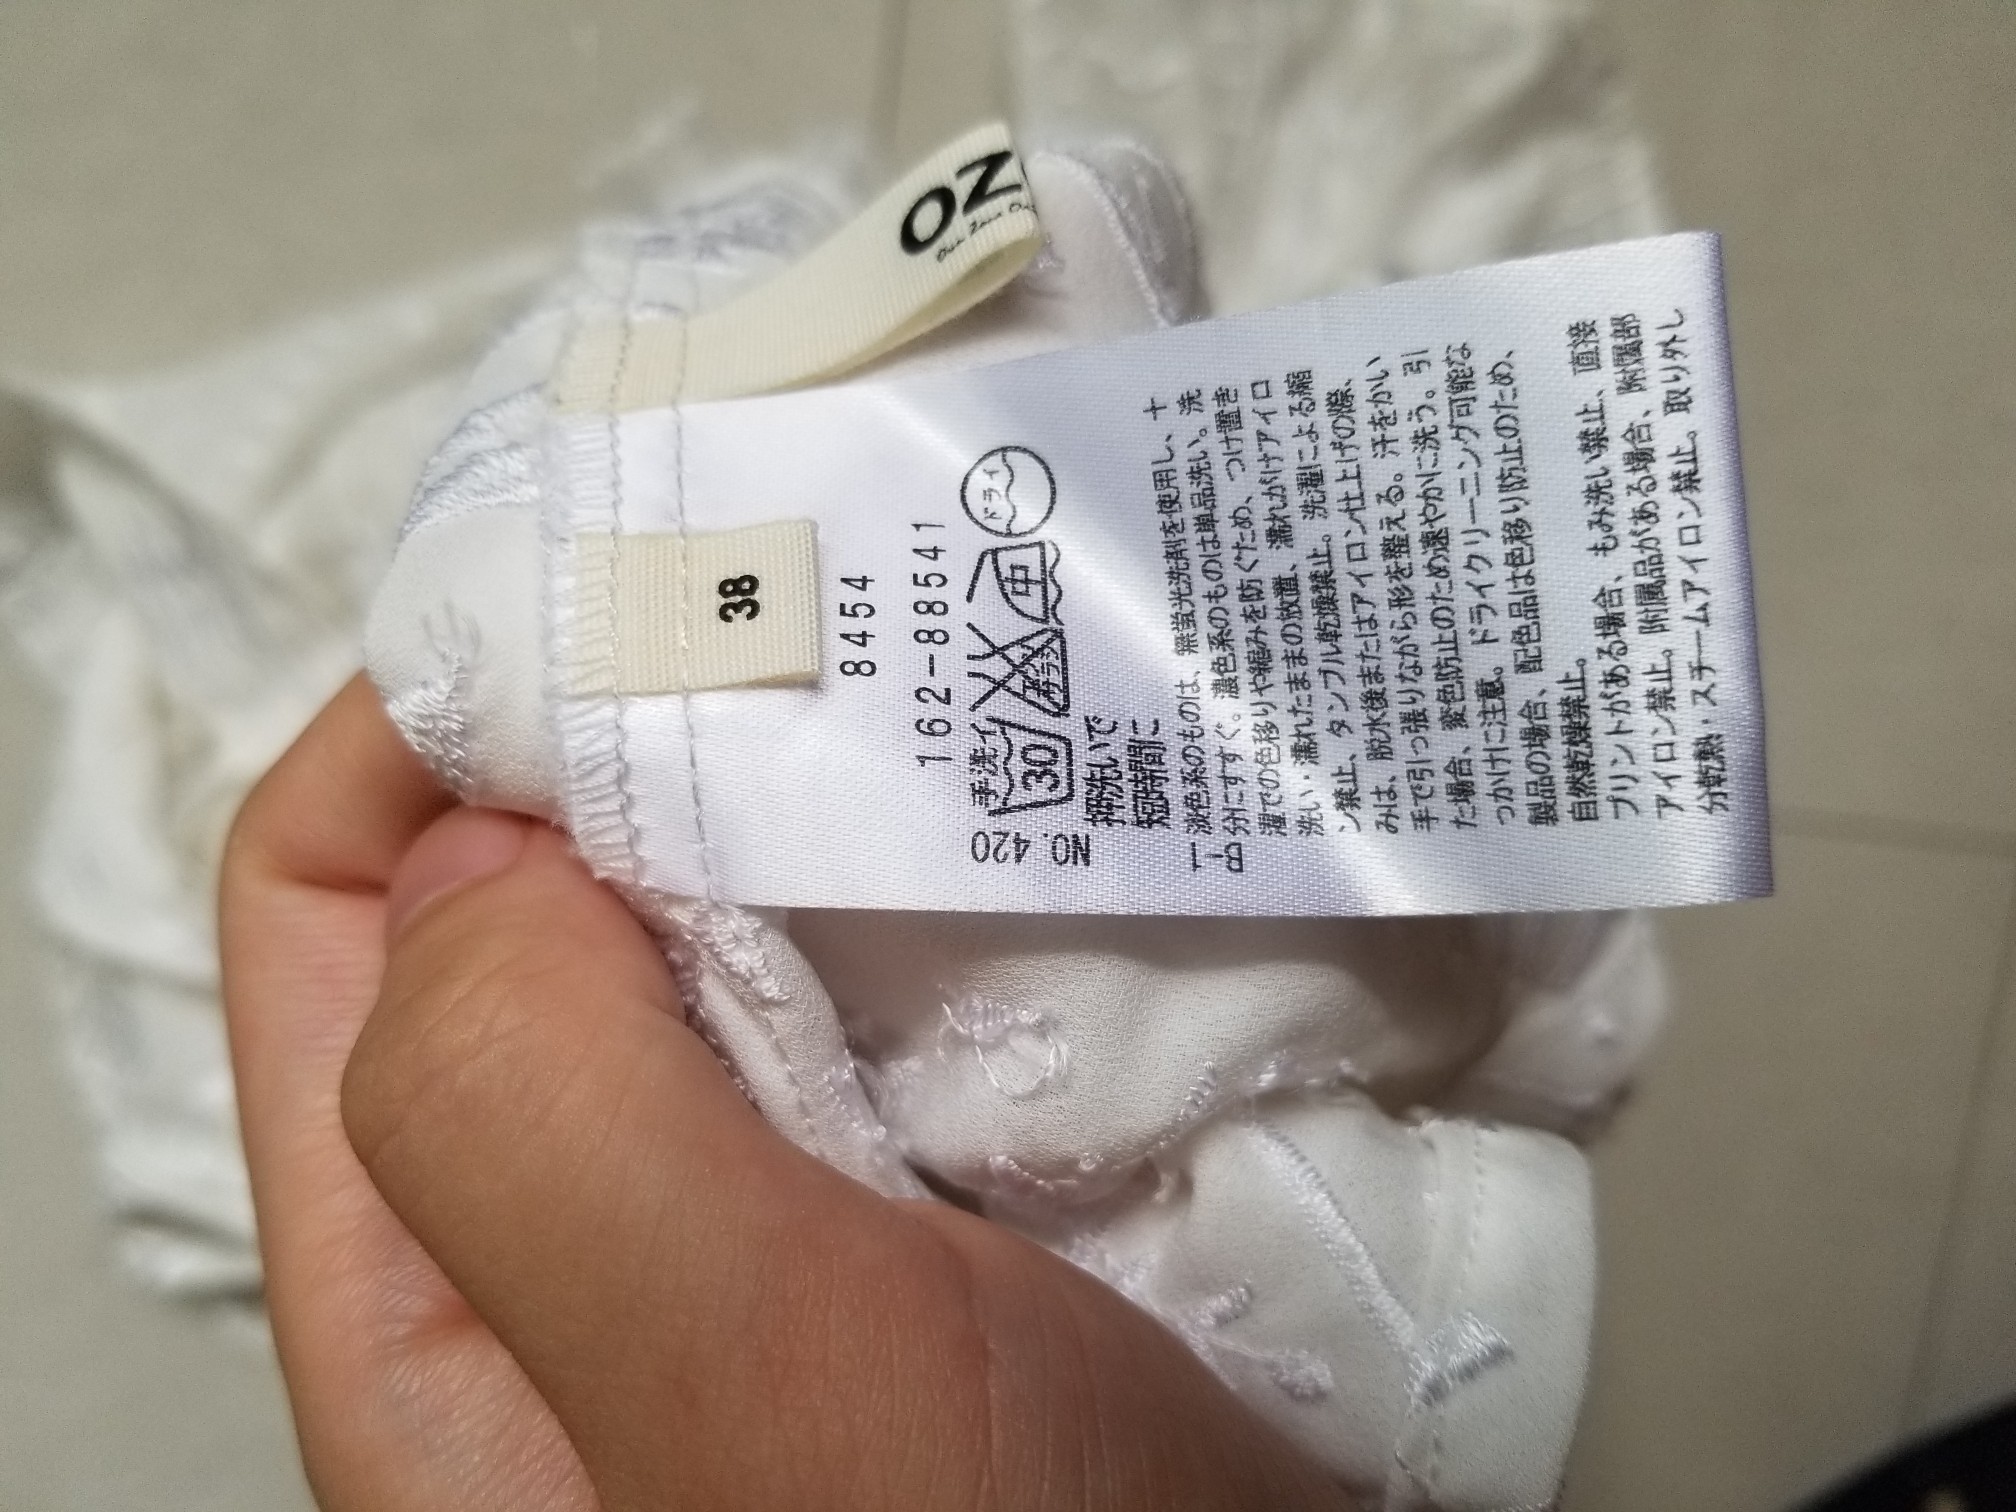 OZ
38
8454
162-88541
手洗イ
30
エンソサラシ
中
ドライ
NO. 420
押洗いで
短時間に
淡色系のものは、無蛍光洗剤を使用し、十
分にすすぐ。濃色系のものは単品洗い。洗
濯での色移りや縮みを防ぐため、つけ置き
洗い・濡れたままの放置、濡れがけアイロ
ン禁止、タンブル乾燥禁止。洗濯による縮
みは、脱水後またはアイロン仕上げの際、
手で引っ張りながら形を整える。汗をかい
た場合、変色防止のため速やかに洗う。引
っかけに注意。ドライクリーニング可能な
製品の場合、配色品は色移り防止のため、
自然乾燥禁止。
プリントがある場合、もみ洗い禁止、直接
アイロン禁止。附属品がある場合、附属部
分乾熱・スチームアイロン禁止。取り外し